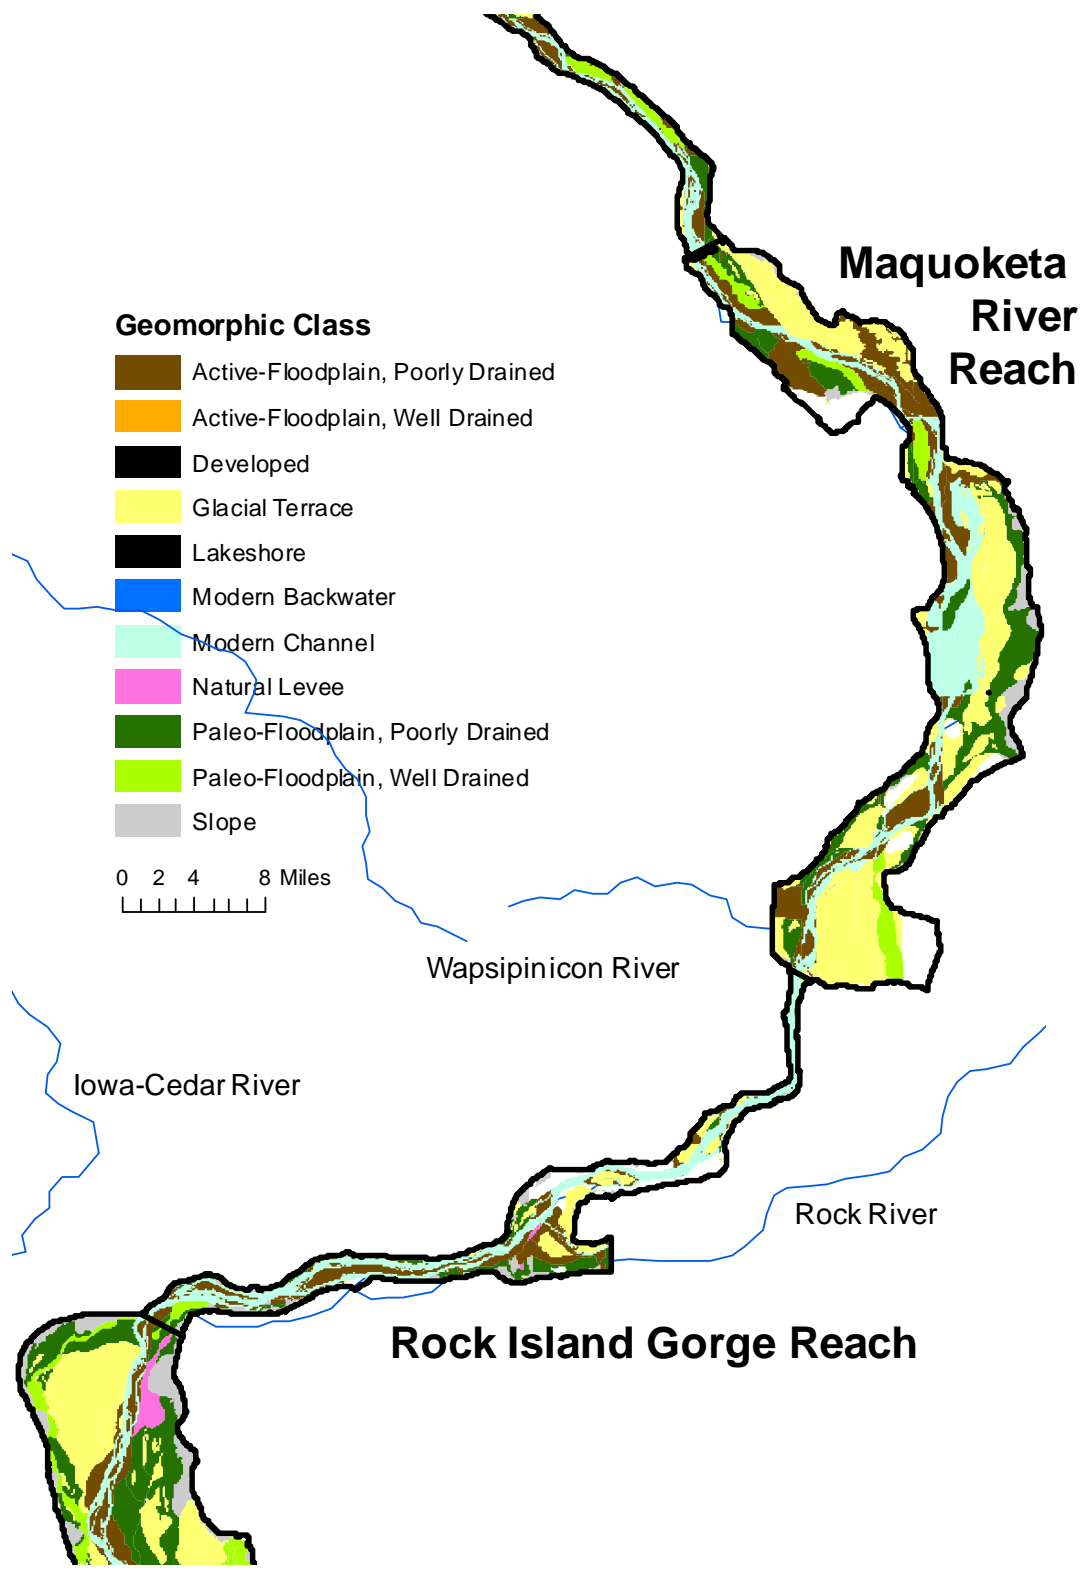 Maquoketa
River
Reach
Geomorphic Class
Active-Floodplain, Poorly Drained
Active-Floodplain, Well Drained
Developed
Glacial Terrace
Lakeshore
Modern Backwater
Modern Channel
Natural Levee
Paleo-Floodplain, Poorly Drained
Paleo-Floodplain, Well Drained
Slope
0 2 4 8 Miles
Wapsipinicon River
Iowa-Cedar River
Rock River
Rock Island Gorge Reach